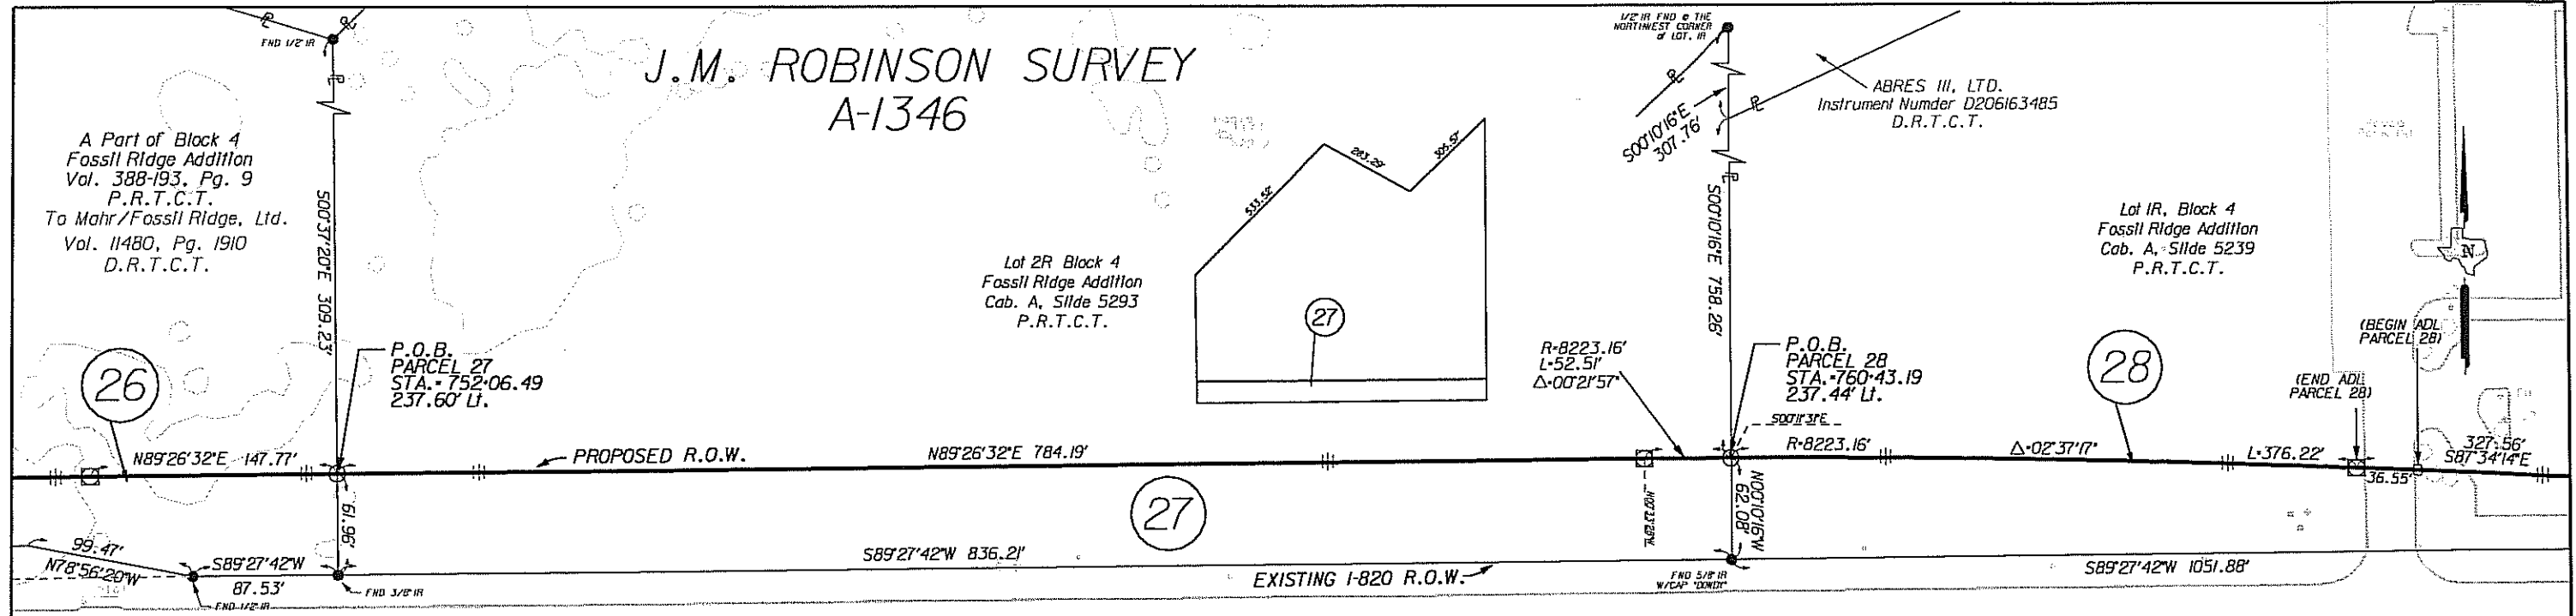 J.M. ROBINSON SURVEY
A-1346
FND 1/2" IR
A Part of Block 4
Fossil Ridge Addition
Vol. 388-193, Pg. 9
P.R.T.C.T.
To Mahr/Fossil Ridge, Ltd.
Vol. 11480, Pg. 1910
D.R.T.C.T.
S00°37'20"E 309.23'
26
P.O.B.
PARCEL 27
STA.=752+06.49
237.60' Lt.
N89°26'32"E 147.77'
PROPOSED R.O.W.
N89°26'32"E 784.19'
61.96'
99.47'
N78°56'20"W
S89°27'42"W
87.53'
FND 1/2" IR
FND 3/8" IR
S89°27'42"W 836.21'
27
EXISTING I-820 R.O.W.
Lot 2R Block 4
Fossil Ridge Addition
Cab. A, Slide 5293
P.R.T.C.T.
533.52'
283.29'
305.57'
27
1/2" IR FND @ THE
NORTHWEST CORNER
of LOT. 1R
S00°10'16"E
307.76'
ABRES III, LTD.
Instrument Numder D206163485
D.R.T.C.T.
S00°10'16"E 758.26'
R=8223.16'
L=52.51'
Δ=00°21'57"
P.O.B.
PARCEL 28
STA.=760+43.19
237.44' Lt.
S00°11'31"E
R=8223.16'
Δ=02°37'17"
L=376.22'
N00°33'28"W
N00°10'16"W
62.08'
FND 5/8" IR
W/CAP "DOWDY"
S89°27'42"W 1051.88'
28
Lot 1R, Block 4
Fossil Ridge Addition
Cab. A, Slide 5239
P.R.T.C.T.
N
(BEGIN ADL
PARCEL 28)
(END ADL
PARCEL 28)
36.55'
327.56'
S87°34'14"E